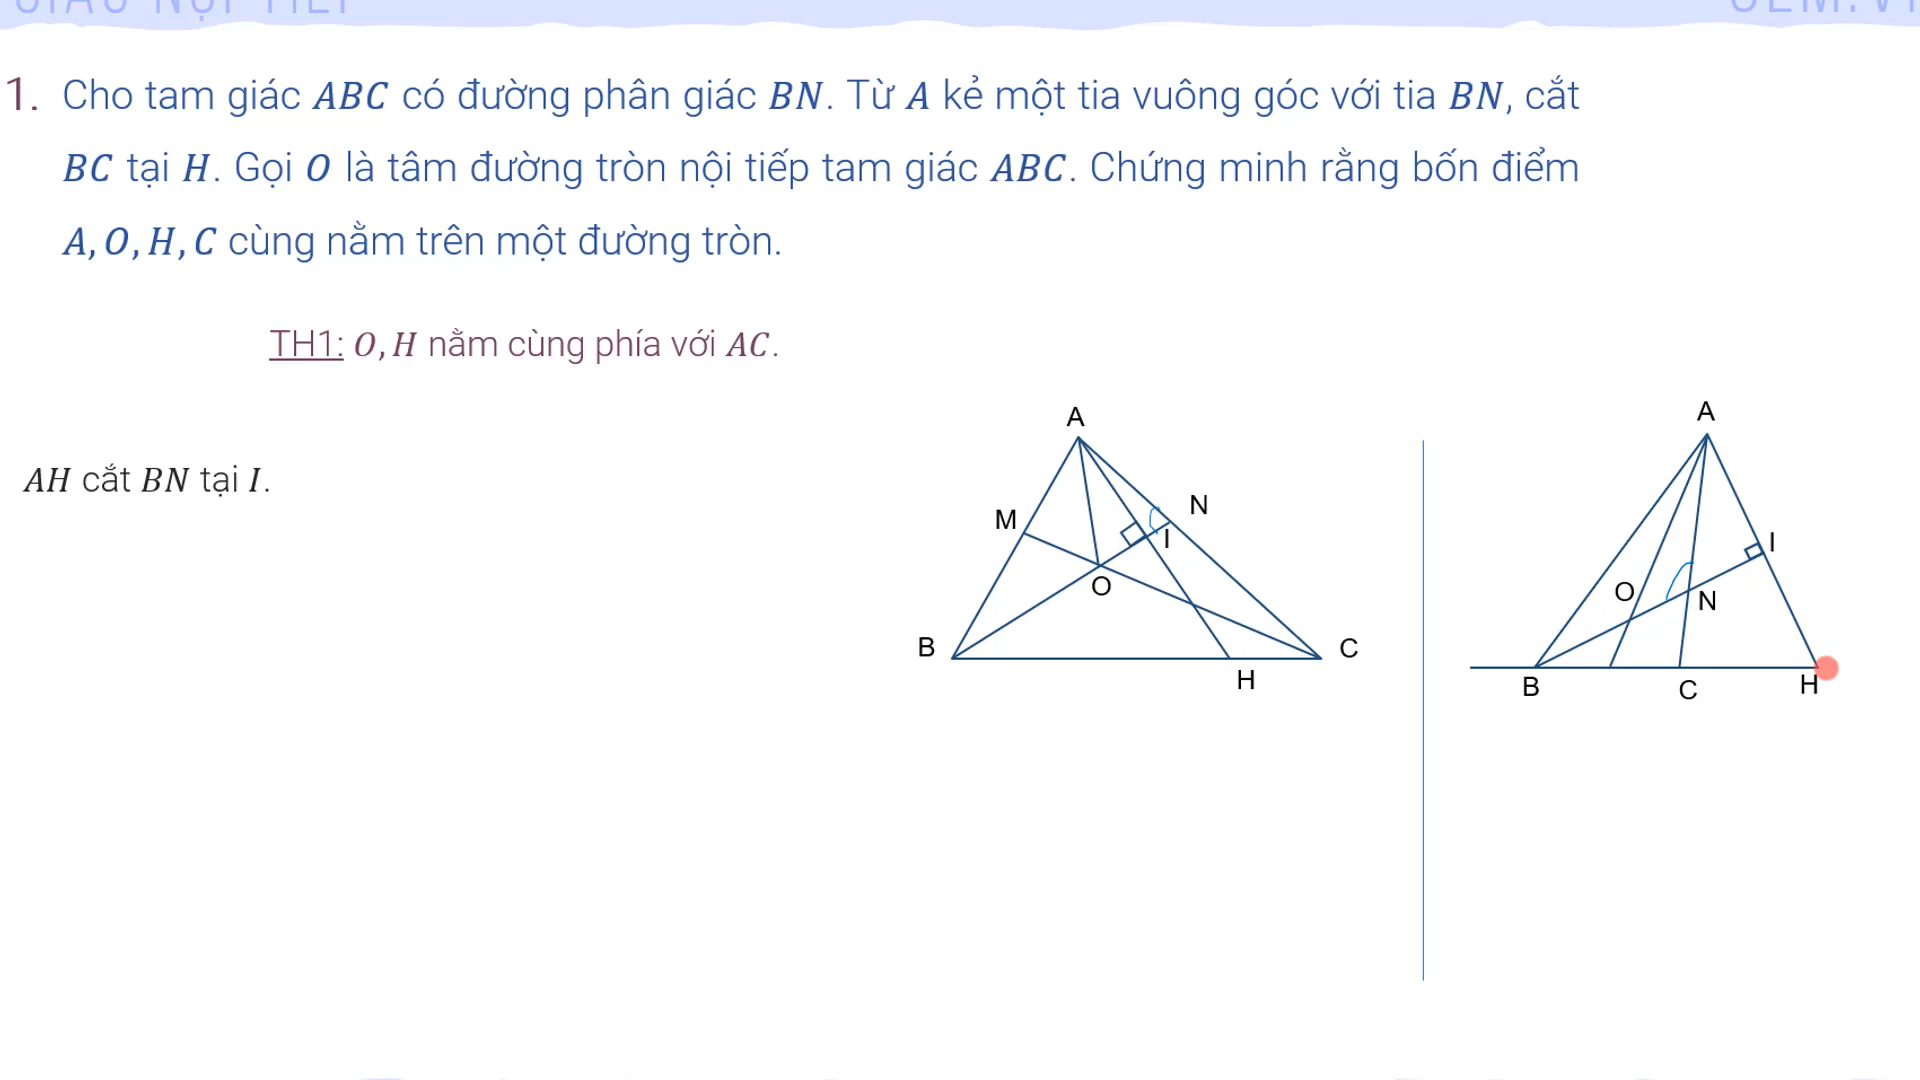 1. Cho tam giác ABC có đường phân giác BN. Từ A kẻ một tia vuông góc với tia BN, cắt
BC tại H. Gọi O là tâm đường tròn nội tiếp tam giác ABC. Chứng minh rằng bốn điểm
A, O, H, C cùng nằm trên một đường tròn.
TH1: O, H nằm cùng phía với AC.
AH cắt BN tại I.
A
M
N
I
O
B
C
H
A
I
O
N
B
C
H